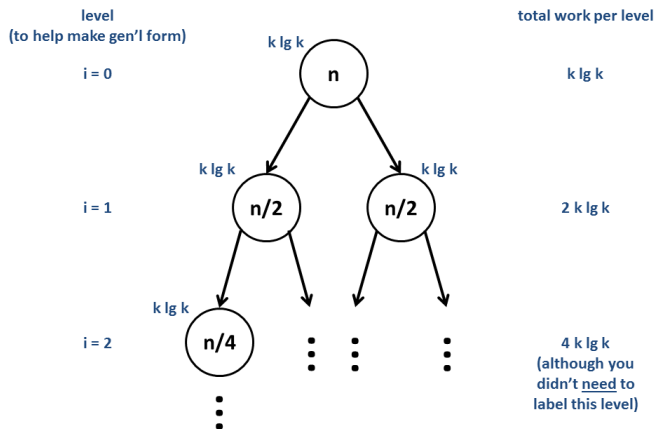 level
(to help make gen'l form)
total work per level
k lg k
i = 0
n
k lg k
k lg k
k lg k
i = 1
n/2
n/2
2 k lg k
k lg k
i = 2
n/4
4 k lg k
(although you
didn't need to
label this level)